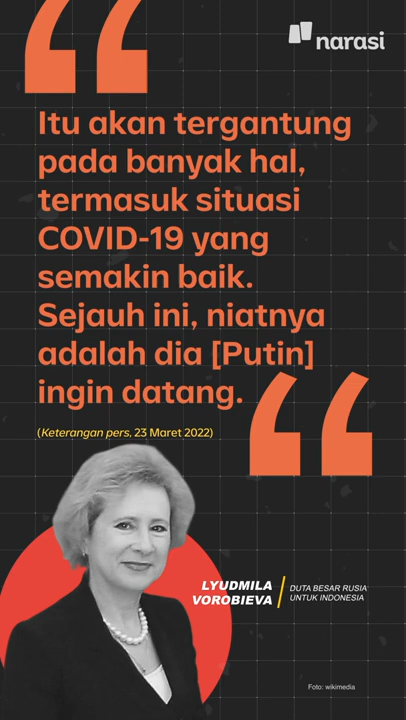 narasi
Itu akan tergantung
pada banyak hal,
termasuk situasi
COVID-19 yang
semakin baik.
Sejauh ini, niatnya
adalah dia [Putin]
ingin datang.
(Keterangan pers, 23 Maret 2022)
LYUDMILA
VOROBIEVA
DUTA BESAR RUSIA
UNTUK INDONESIA
Foto: wikimedia